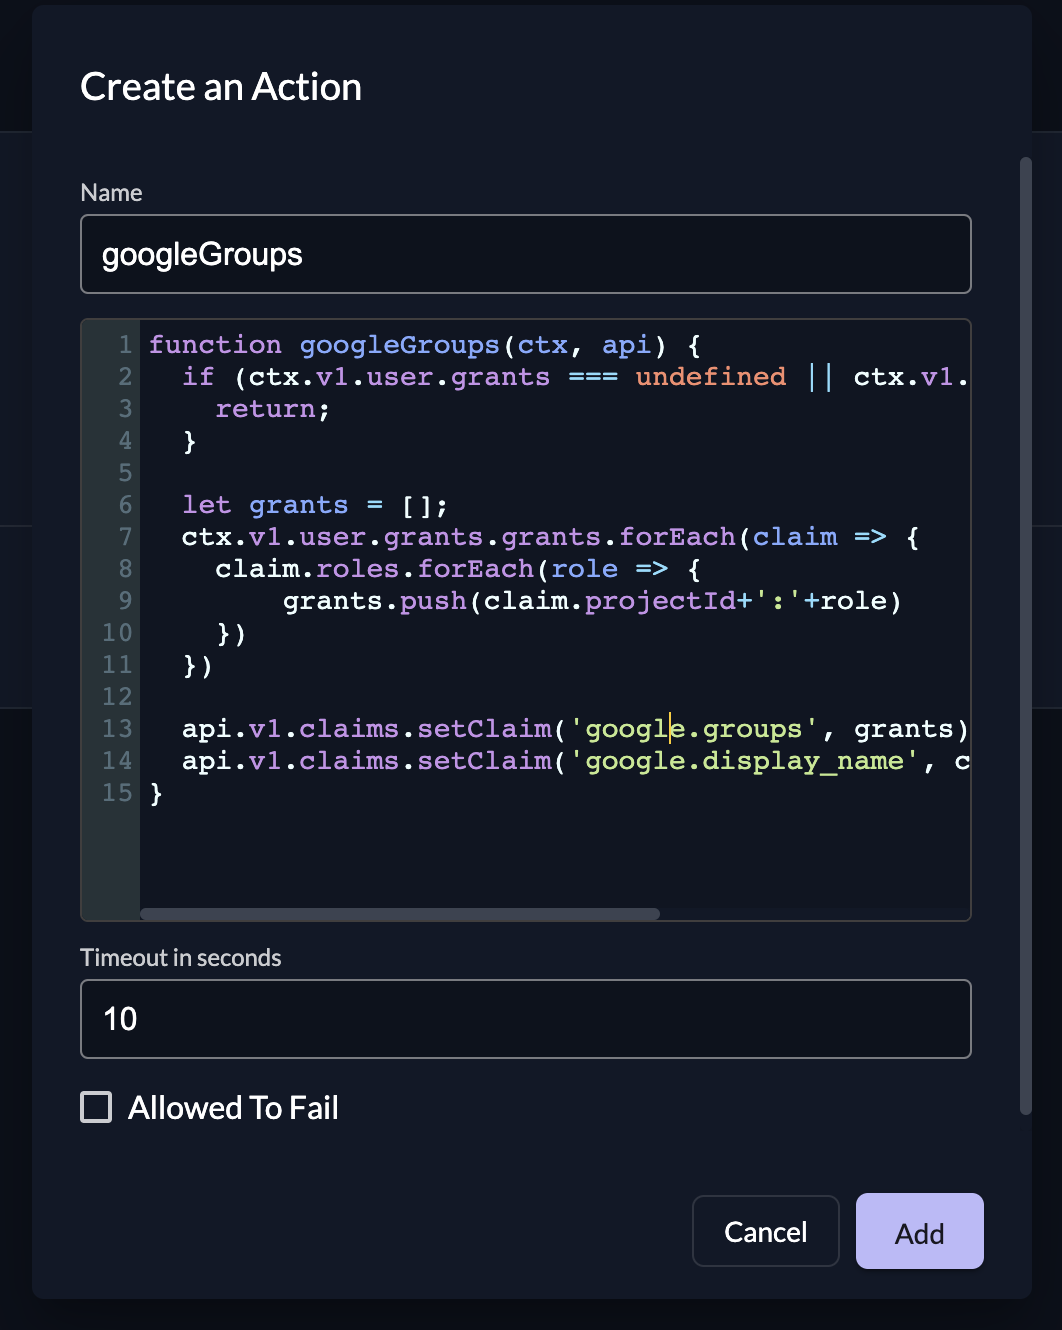 Create an Action
Name
googleGroups
1 function googleGroups(ctx, api) {
2   if (ctx.v1.user.grants === undefined || ctx.v1.
3     return;
4   }
5
6   let grants = [];
7   ctx.v1.user.grants.grants.forEach(claim => {
8     claim.roles.forEach(role => {
9         grants.push(claim.projectId+':'+role)
10     })
11   })
12
13   api.v1.claims.setClaim('google.groups', grants)
14   api.v1.claims.setClaim('google.display_name', c
15 }
Timeout in seconds
10
Allowed To Fail
Cancel
Add